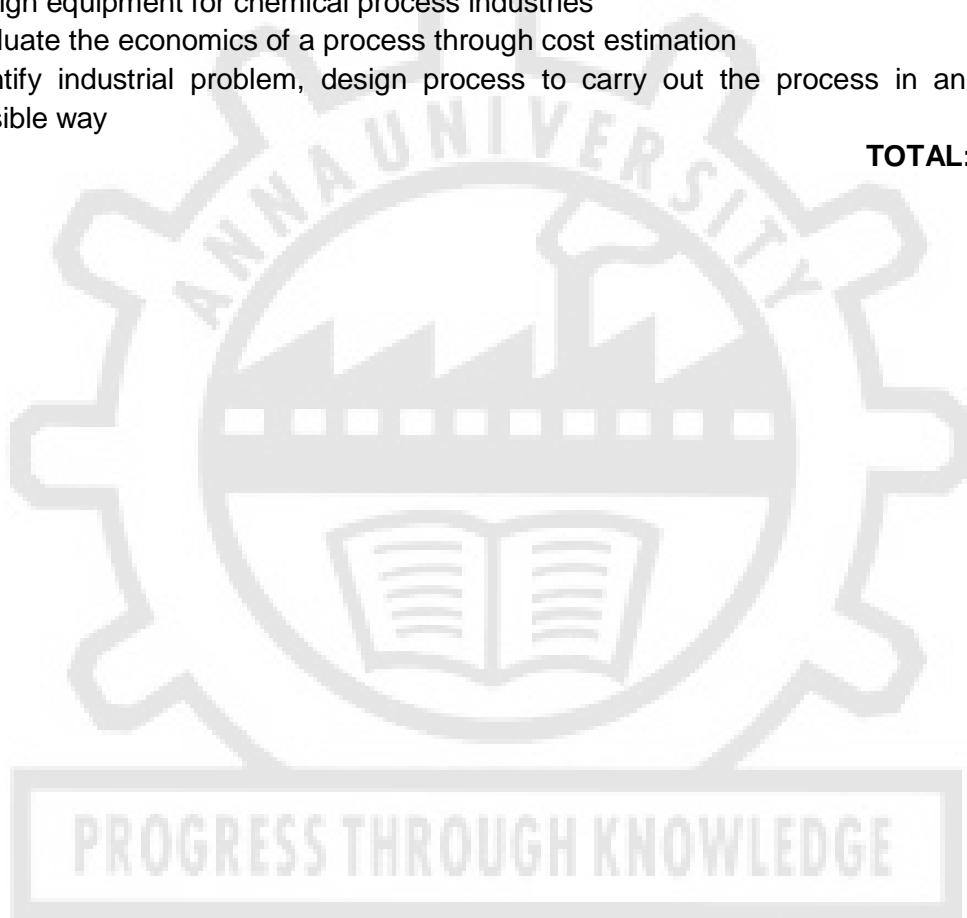 ign equipment for chemical process industries
luate the economics of a process through cost estimation
ntify industrial problem, design process to carry out the process in an
sible way
TOTAL:
ANNA UNIVERSITY
PROGRESS THROUGH KNOWLEDGE